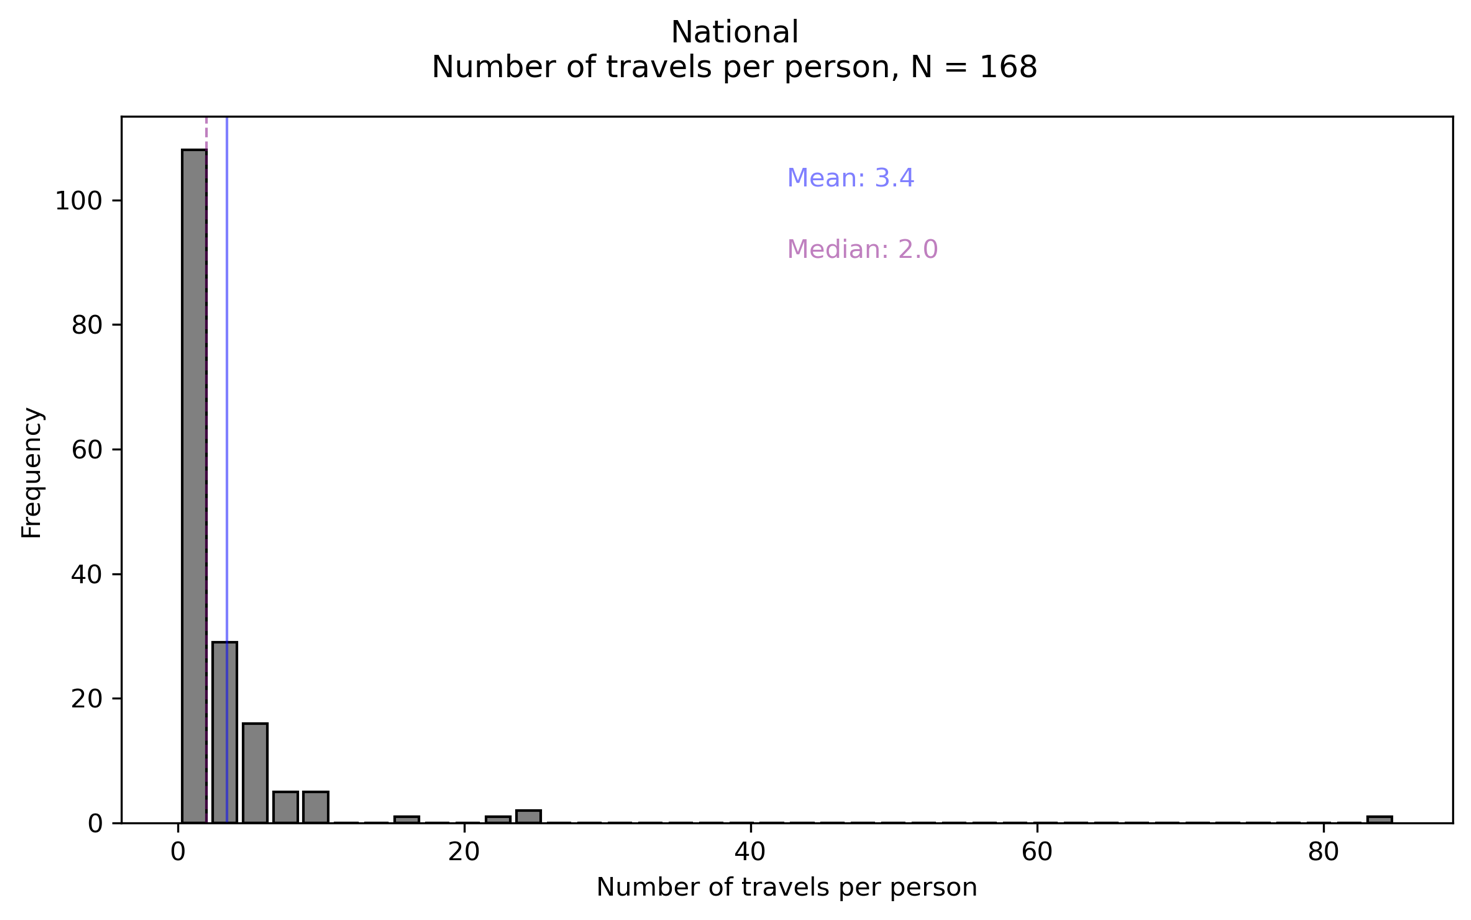 National
Number of travels per person, N = 168
Mean: 3.4
Median: 2.0
100
80
60
40
20
0
Frequency
0 20 40 60 80
Number of travels per person